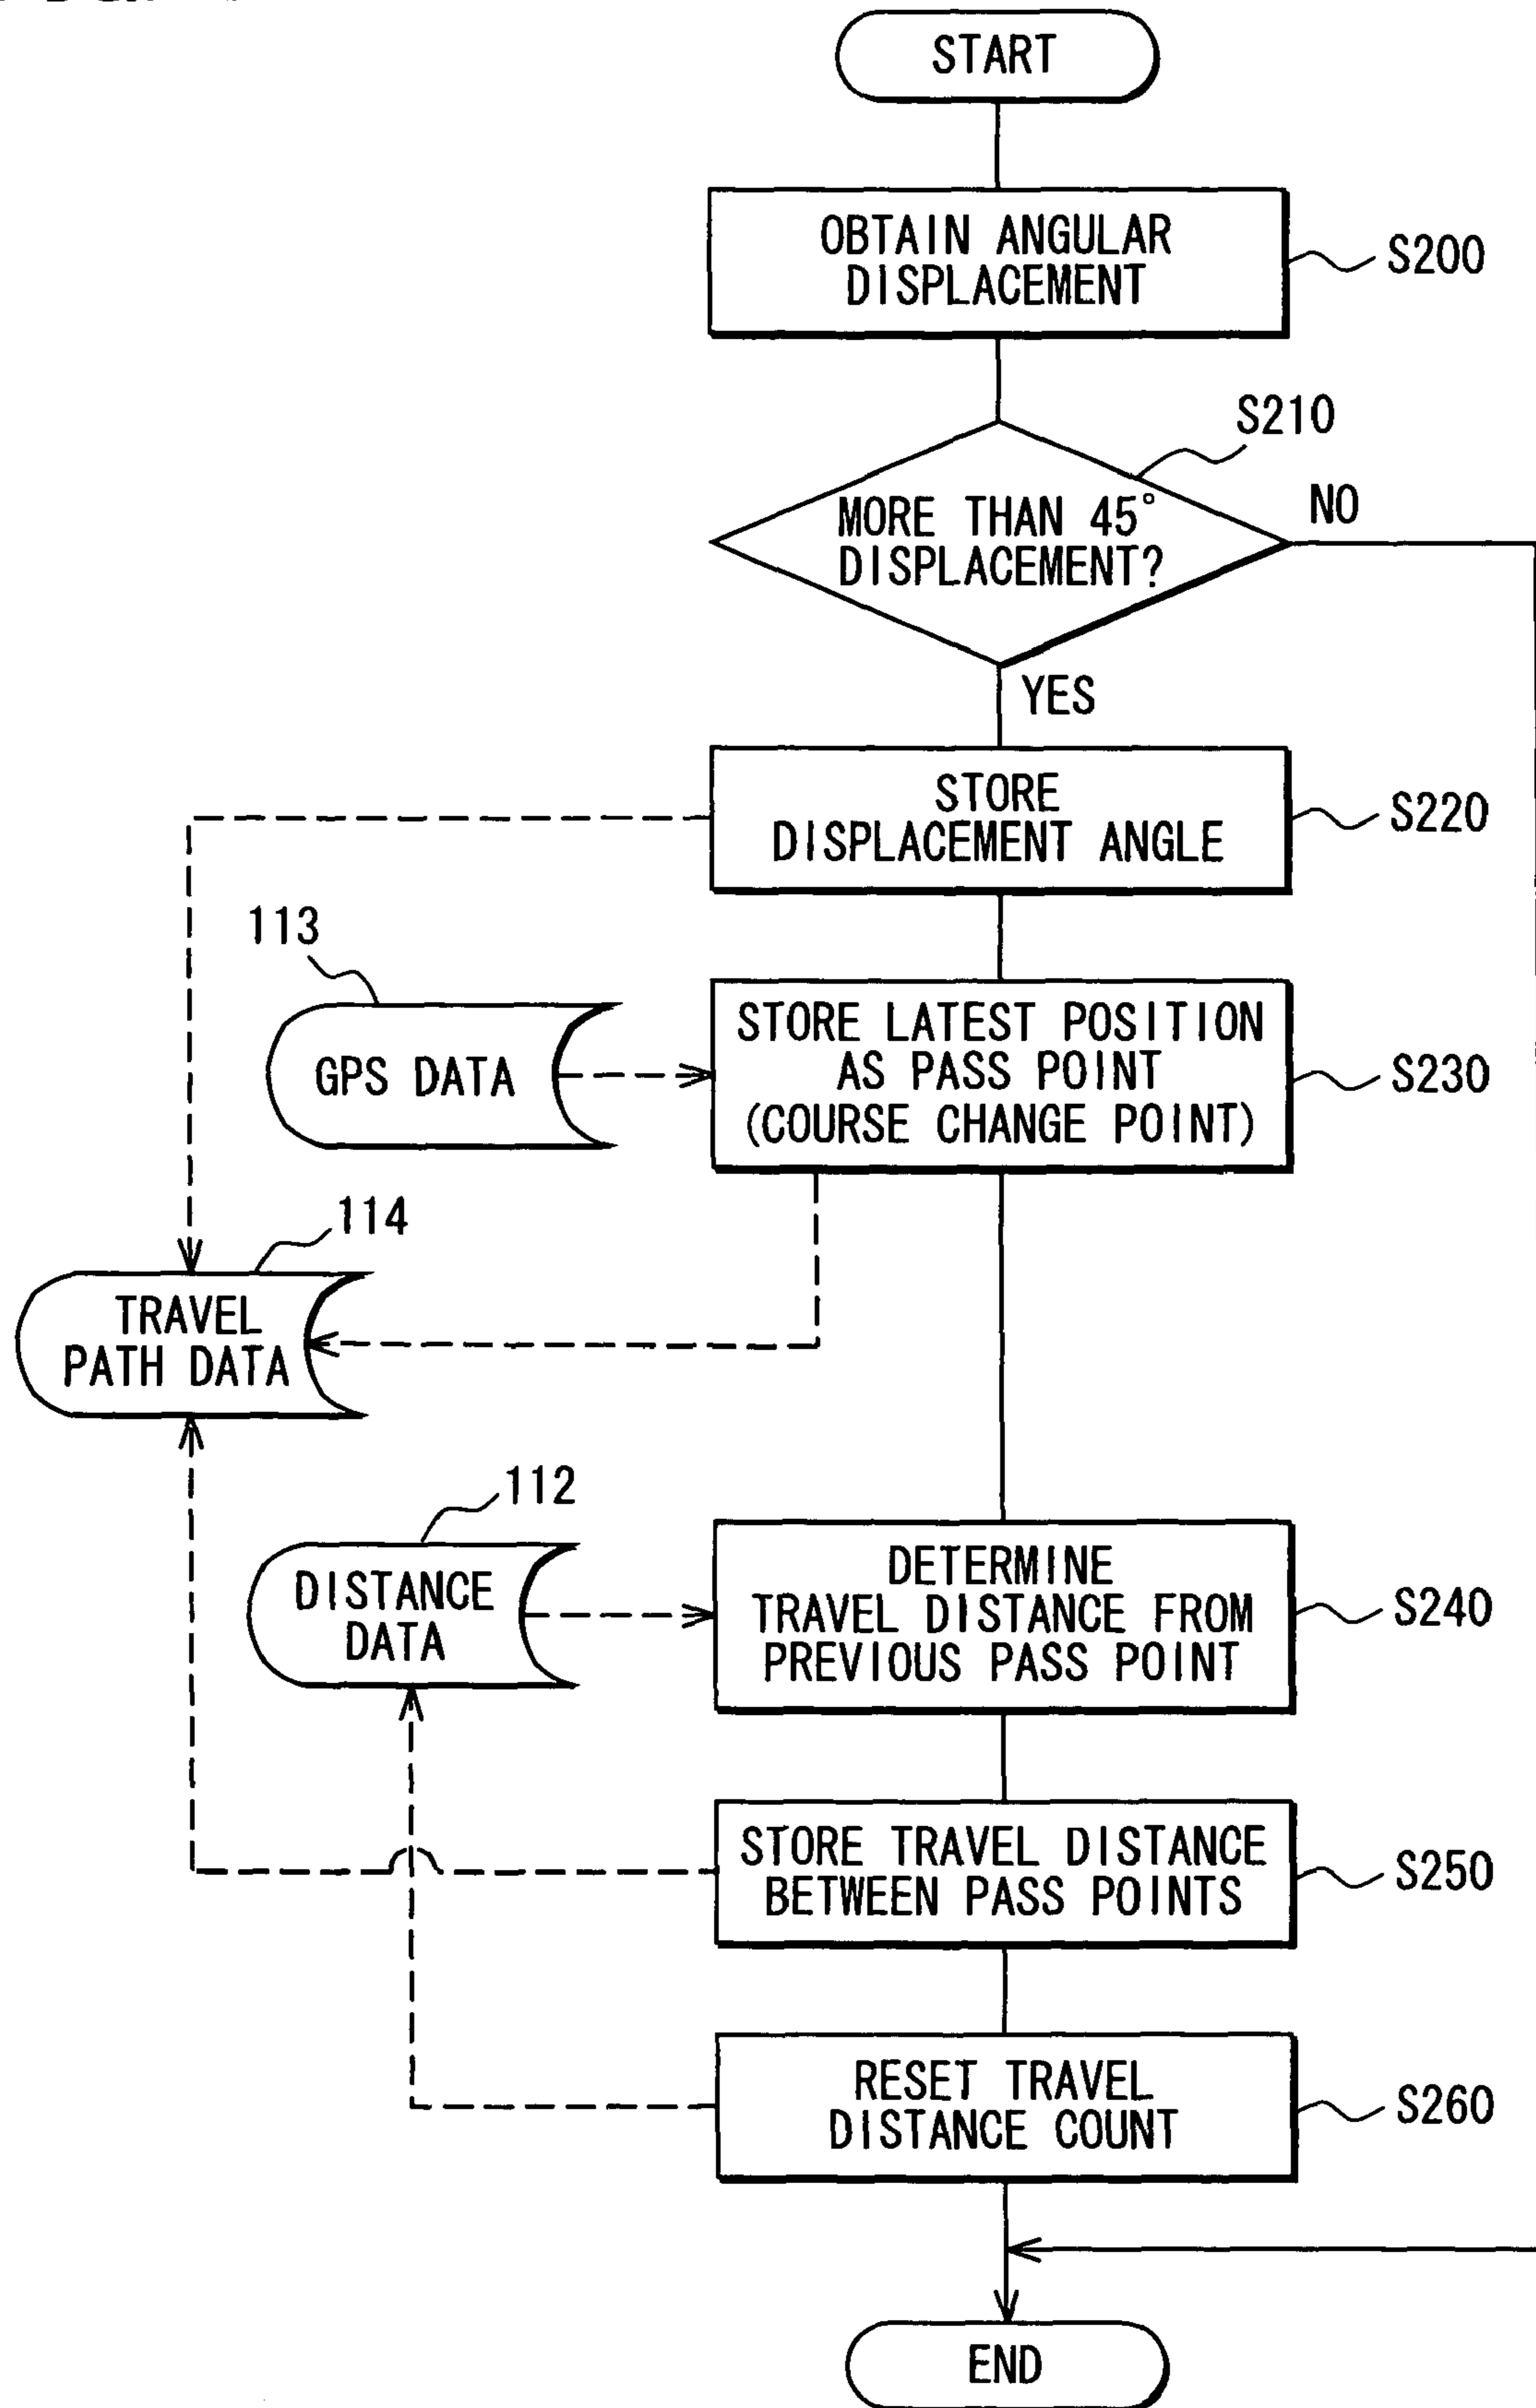 START
OBTAIN ANGULAR
DISPLACEMENT
S200
S210
MORE THAN 45°
DISPLACEMENT?
NO
YES
STORE
DISPLACEMENT ANGLE
S220
113
GPS DATA
STORE LATEST POSITION
AS PASS POINT
(COURSE CHANGE POINT)
S230
114
TRAVEL
PATH DATA
112
DISTANCE
DATA
DETERMINE
TRAVEL DISTANCE FROM
PREVIOUS PASS POINT
S240
STORE TRAVEL DISTANCE
BETWEEN PASS POINTS
S250
RESET TRAVEL
DISTANCE COUNT
S260
END